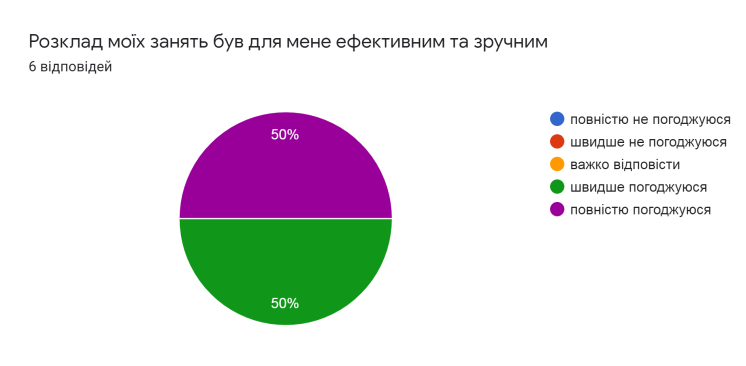 Розклад моїх занять був для мене ефективним та зручним
6 відповідей
50%
50%
повністю не погоджуюся
швидше не погоджуюся
важко відповісти
швидше погоджуюся
повністю погоджуюся